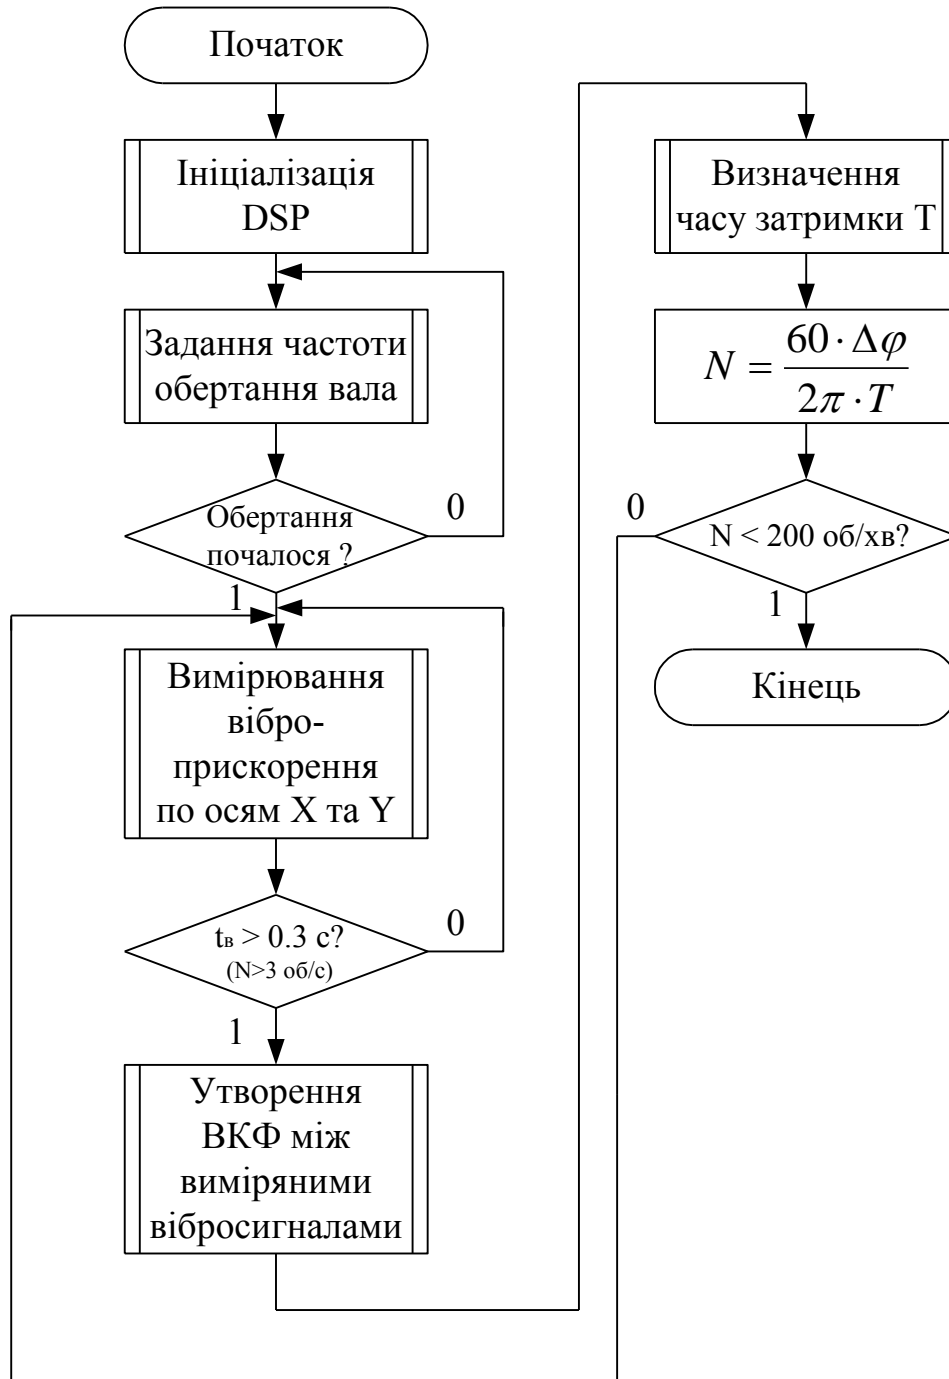 Початок
Ініціалізація
DSP
Задання частоти
обертання вала
Обертання
почалося ?
0
1
Вимірювання
вібро-
прискорення
по осям X та Y
tв > 0.3 с?
(N>3 об/с)
0
1
Утворення
ВКФ між
виміряними
вібросигналами
Визначення
часу затримки T
N = 60 · Δφ / 2π · T
N < 200 об/хв?
0
1
Кінець